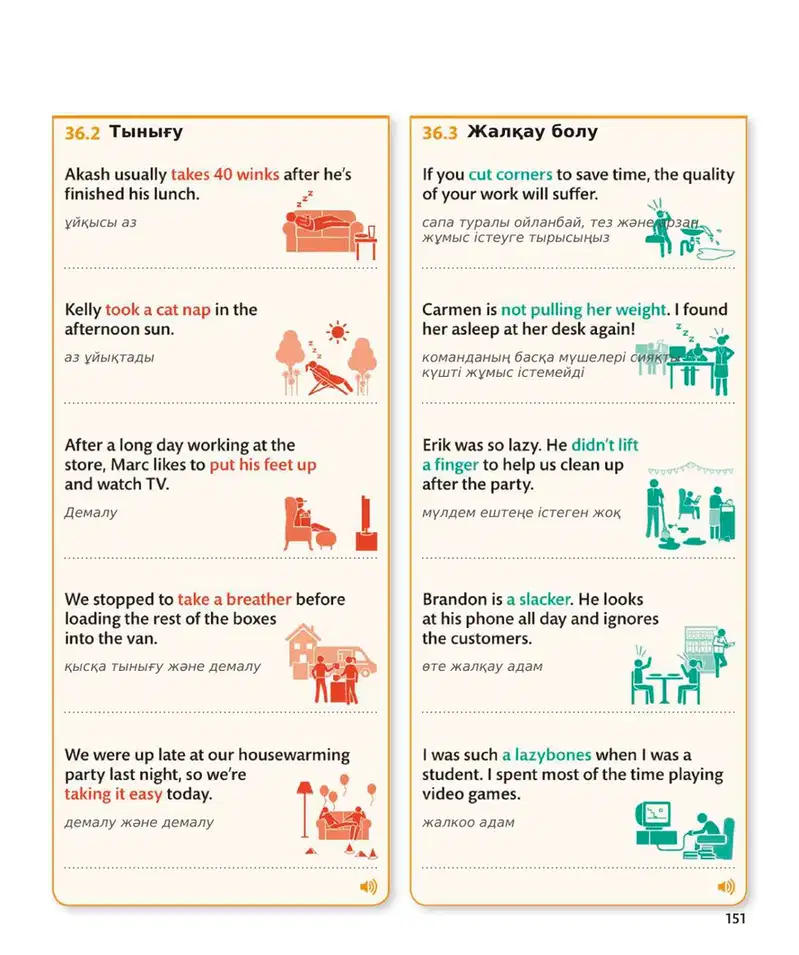 36.2 Тынығу
Akash usually takes 40 winks after he's
finished his lunch.
ұйқысы аз
Kelly took a cat nap in the
afternoon sun.
аз ұйықтады
After a long day working at the
store, Marc likes to put his feet up
and watch TV.
Демалу
We stopped to take a breather before
loading the rest of the boxes
into the van.
қысқа тынығу және демалу
We were up late at our housewarming
party last night, so we're
taking it easy today.
демалу және демалу
36.3 Жалқау болу
If you cut corners to save time, the quality
of your work will suffer.
сапа туралы ойланбай, тез және арзан
жұмыс істеуге тырысыңыз
Carmen is not pulling her weight. I found
her asleep at her desk again!
команданың басқа мүшелері сияқты
күшті жұмыс істемейді
Erik was so lazy. He didn't lift
a finger to help us clean up
after the party.
мүлдем ештеңе істеген жоқ
Brandon is a slacker. He looks
at his phone all day and ignores
the customers.
өте жалқау адам
I was such a lazybones when I was a
student. I spent most of the time playing
video games.
жалкоо адам
151